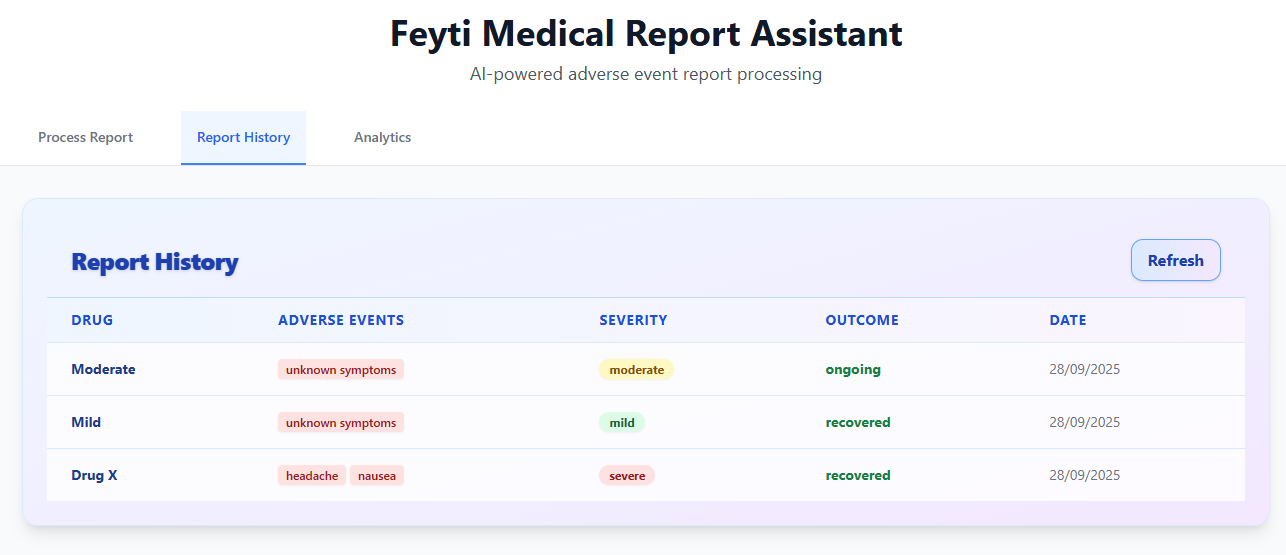 Feyti Medical Report Assistant
AI-powered adverse event report processing
Process Report Report History Analytics
Report History Refresh
DRUG ADVERSE EVENTS SEVERITY OUTCOME DATE
Moderate unknown symptoms moderate ongoing 28/09/2025
Mild unknown symptoms mild recovered 28/09/2025
Drug X headache nausea severe recovered 28/09/2025